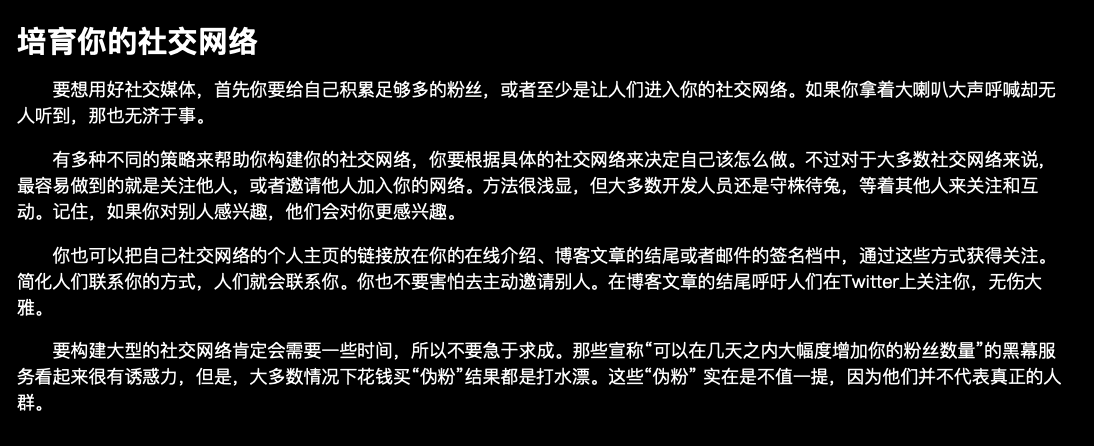 培育你的社交网络
要想用好社交媒体，首先你要给自己积累足够多的粉丝，或者至少是让人们进入你的社交网络。如果你拿着大喇叭大声呼喊却无
人听到，那也无济于事。
有多种不同的策略来帮助你构建你的社交网络，你要根据具体的社交网络来决定自己该怎么做。不过对于大多数社交网络来说，
最容易做到的就是关注他人，或者邀请他人加入你的网络。方法很浅显，但大多数开发人员还是守株待兔，等着其他人来关注和互
动。记住，如果你对别人感兴趣，他们会对你更感兴趣。
你也可以把自己社交网络的个人主页的链接放在你的在线介绍、博客文章的结尾或者邮件的签名档中，通过这些方式获得关注。
简化人们联系你的方式，人们就会联系你。你也不要害怕去主动邀请别人。在博客文章的结尾呼吁人们在Twitter上关注你，无伤大
雅。
要构建大型的社交网络肯定会需要一些时间，所以不要急于求成。那些宣称“可以在几天之内大幅度增加你的粉丝数量”的黑幕服
务看起来很有诱惑力，但是，大多数情况下花钱买“伪粉”结果都是打水漂。这些“伪粉” 实在是不值一提，因为他们并不代表真正的人
群。